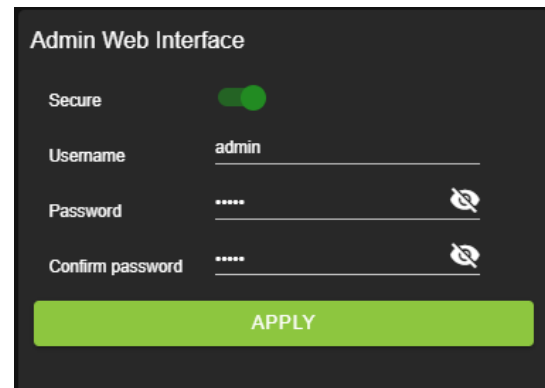 Admin Web Interface
Secure
Username admin
Password •••••
Confirm password •••••
APPLY